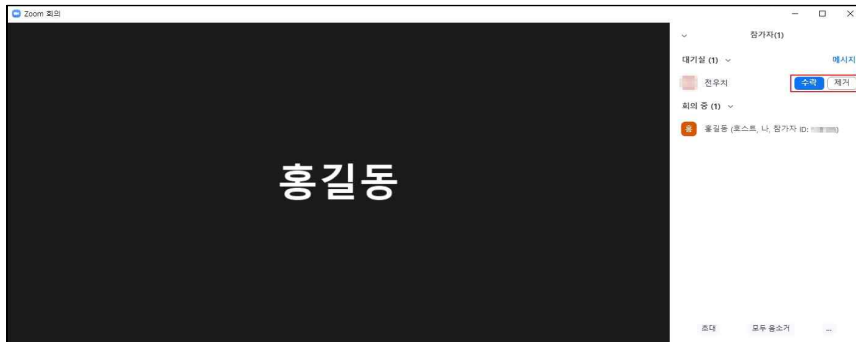 Zoom 회의
참가자(1)
대기실 (1)
메시지
전우치
수락
제거
회의 중 (1)
홍
홍길동 (호스트, 나, 참가자 ID:
홍길동
초대
모두 음소거
...